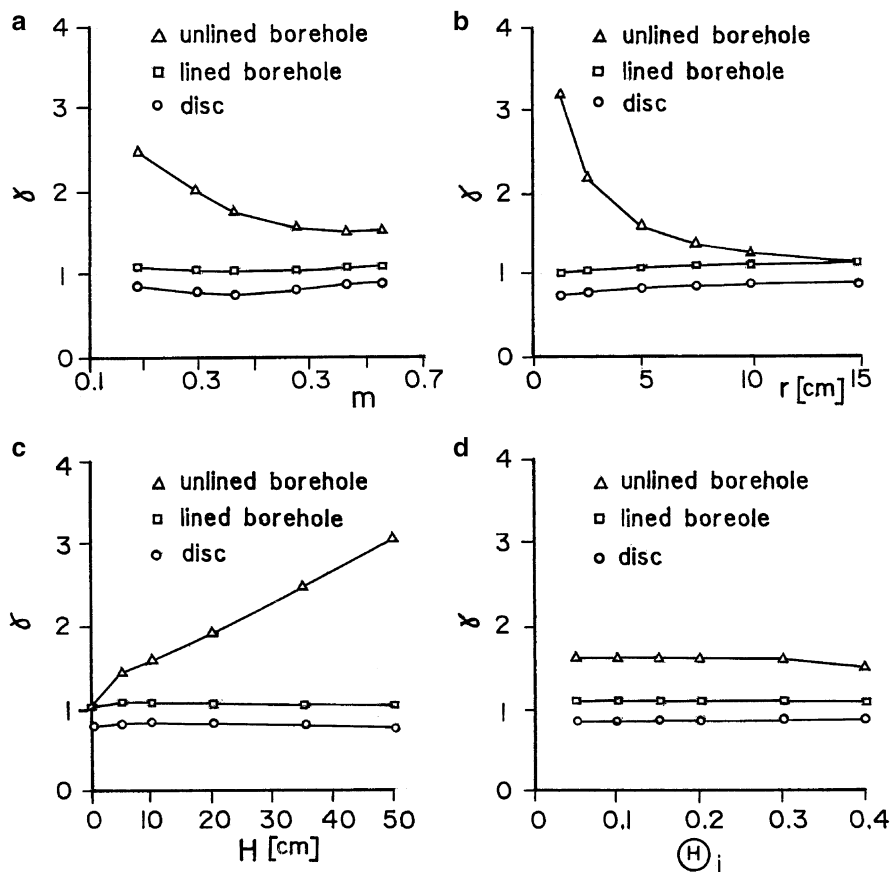 a
4
3
2
1
0
γ
△ unlined borehole
□ lined borehole
○ disc
0.1
0.3
0.3
0.7
m
b
4
3
2
1
0
γ
△ unlined borehole
□ lined borehole
○ disc
0
5
10
15
r [cm]
c
4
3
2
1
0
γ
△ unlined borehole
□ lined borehole
○ disc
0
10
20
30
40
50
H [cm]
d
4
3
2
1
0
γ
△ unlined borehole
□ lined boreole
○ disc
0
0.1
0.2
0.3
0.4
Ⓗ i